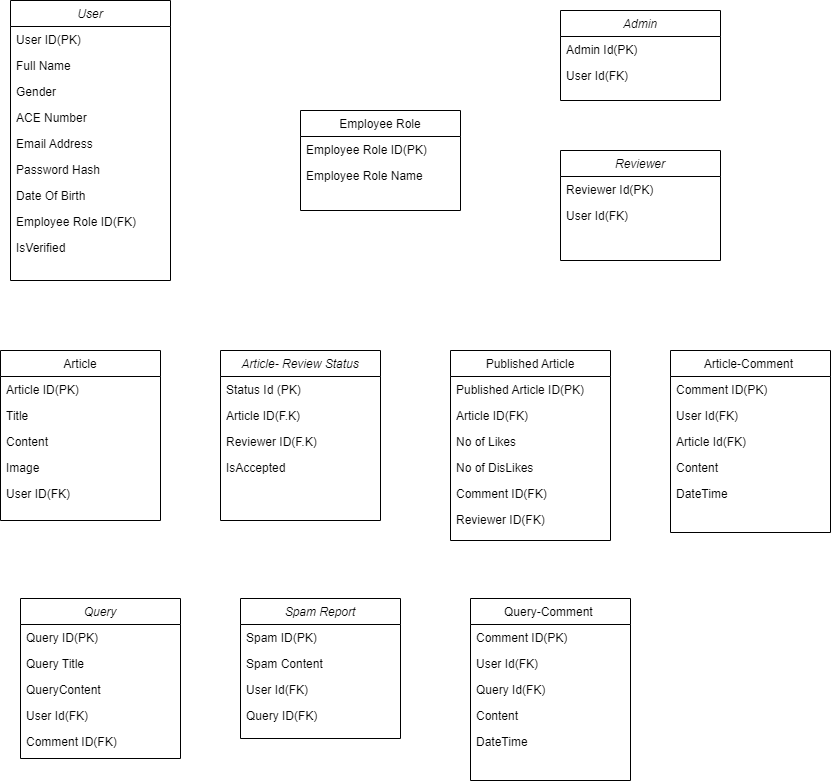 User
User ID(PK)
Full Name
Gender
ACE Number
Email Address
Password Hash
Date Of Birth
Employee Role ID(FK)
IsVerified
Employee Role
Employee Role ID(PK)
Employee Role Name
Admin
Admin Id(PK)
User Id(FK)
Reviewer
Reviewer Id(PK)
User Id(FK)
Article
Article ID(PK)
Title
Content
Image
User ID(FK)
Article- Review Status
Status Id (PK)
Article ID(F.K)
Reviewer ID(F.K)
IsAccepted
Published Article
Published Article ID(PK)
Article ID(FK)
No of Likes
No of DisLikes
Comment ID(FK)
Reviewer ID(FK)
Article-Comment
Comment ID(PK)
User Id(FK)
Article Id(FK)
Content
DateTime
Query
Query ID(PK)
Query Title
QueryContent
User Id(FK)
Comment ID(FK)
Spam Report
Spam ID(PK)
Spam Content
User Id(FK)
Query ID(FK)
Query-Comment
Comment ID(PK)
User Id(FK)
Query Id(FK)
Content
DateTime